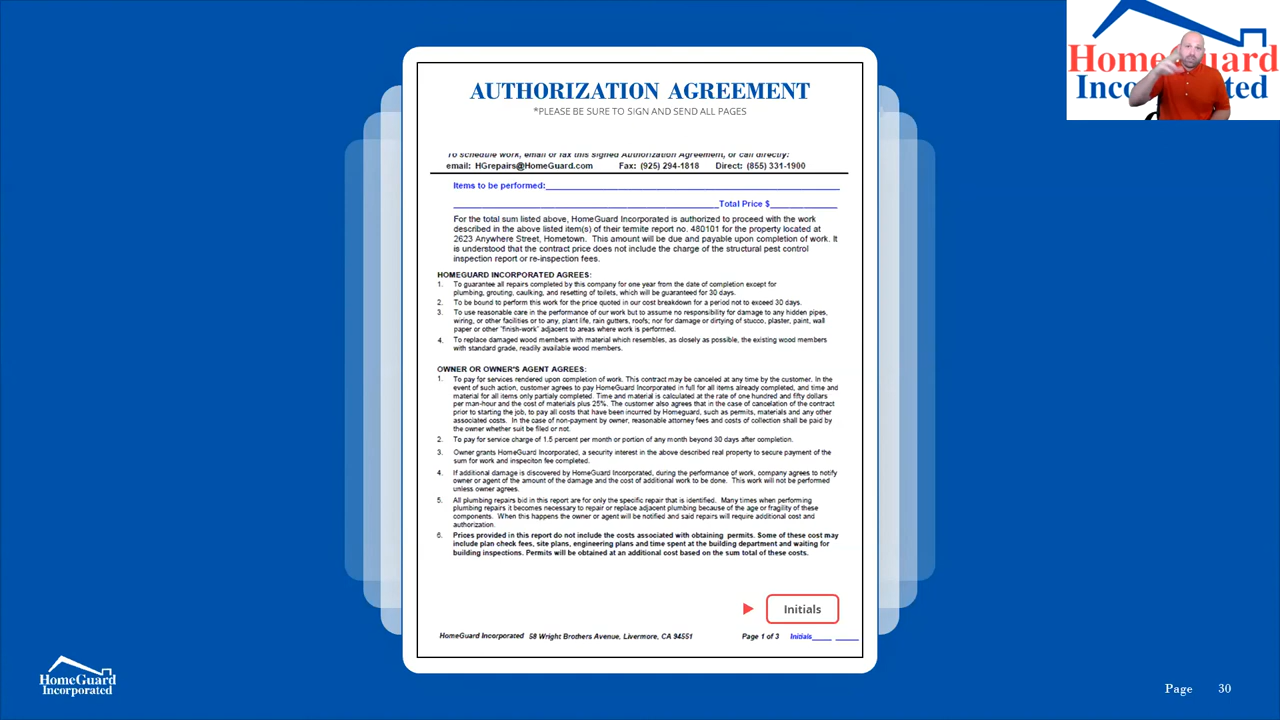 HomeGuard
Incorporated
AUTHORIZATION AGREEMENT
*PLEASE BE SURE TO SIGN AND SEND ALL PAGES
To schedule work, email or fax this signed Authorization Agreement, or call directly:
email: HGrepairs@HomeGuard.com Fax: (925) 294-1818 Direct: (855) 331-1900
Items to be performed:
Total Price $
For the total sum listed above, HomeGuard Incorporated is authorized to proceed with the work
described in the above listed item(s) of their termite report no. 480101 for the property located at
2623 Anywhere Street, Hometown. This amount will be due and payable upon completion of work. It
is understood that the contract price does not include the charge of the structural pest control
inspection report or re-inspection fees.
HOMEGUARD INCORPORATED AGREES:
1. To guarantee all repairs completed by this company for one year from the date of completion except for
plumbing, grouting, caulking, and resetting of toilets, which will be guaranteed for 30 days.
2. To be bound to perform this work for the price quoted in our cost breakdown for a period not to exceed 30 days.
3. To use reasonable care in the performance of our work but to assume no responsibility for damage to any hidden pipes,
wiring, or other facilities or to any, plant life, rain gutters, roofs; nor for damage or dirtying of stucco, plaster, paint, wall
paper or other "finish-work" adjacent to areas where work is performed.
4. To replace damaged wood members with material which resembles, as closely as possible, the existing wood members
with standard grade, readily available wood members.
OWNER OR OWNER'S AGENT AGREES:
1. To pay for services rendered upon completion of work. This contract may be canceled at any time by the customer. In the
event of such action, customer agrees to pay HomeGuard Incorporated in full for all items already completed, and time and
material for all items only partialy completed. Time and material is calculated at the rate of one hundred and fifty dollars
per man-hour and the cost of materials plus 25%. The customer also agrees that in the case of cancelation of the contract
prior to starting the job, to pay all costs that have been incurred by Homeguard, such as permits, materials and any other
associated costs. In the case of non-payment by owner, reasonable attorney fees and costs of collection shall be paid by
the owner whether suit be filed or not.
2. To pay for service charge of 1.5 percent per month or portion of any month beyond 30 days after completion.
3. Owner grants HomeGuard Incorporated, a security interest in the above described real property to secure payment of the
sum for work and inspeciton fee completed.
4. If additional damage is discovered by HomeGuard Incorporated, during the performance of work, company agrees to notify
owner or agent of the amount of the damage and the cost of additional work to be done. This work will not be performed
unless owner agrees.
5. All plumbing repairs bid in this report are for only the specific repair that is identified. Many times when performing
plumbing repairs it becomes necessary to repair or replace adjacent plumbing because of the age or fragility of these
components. When this happens the owner or agent will be notified and said repairs will require additional cost and
authorization.
6. Prices provided in this report do not include the costs associated with obtaining permits. Some of these cost may
include plan check fees, site plans, engineering plans and time spent at the building department and waiting for
building inspections. Permits will be obtained at an additional cost based on the sum total of these costs.
Initials
HomeGuard Incorporated 58 Wright Brothers Avenue, Livermore, CA 94551 Page 1 of 3 Initials
HomeGuard
Incorporated
Page 30